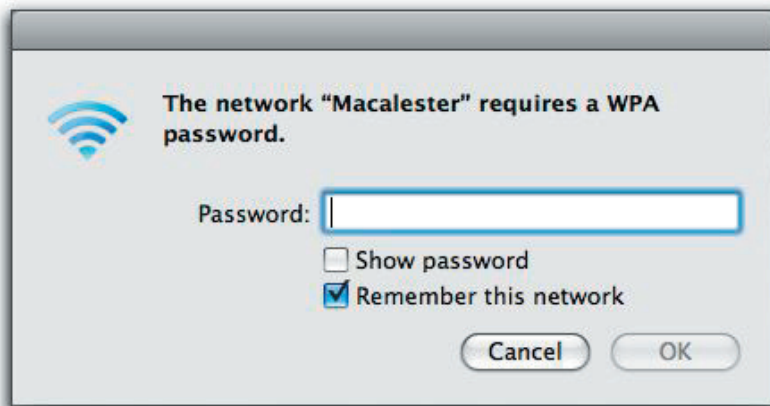 The network “Macalester” requires a WPA
password.
Password:
Show password
Remember this network
Cancel OK